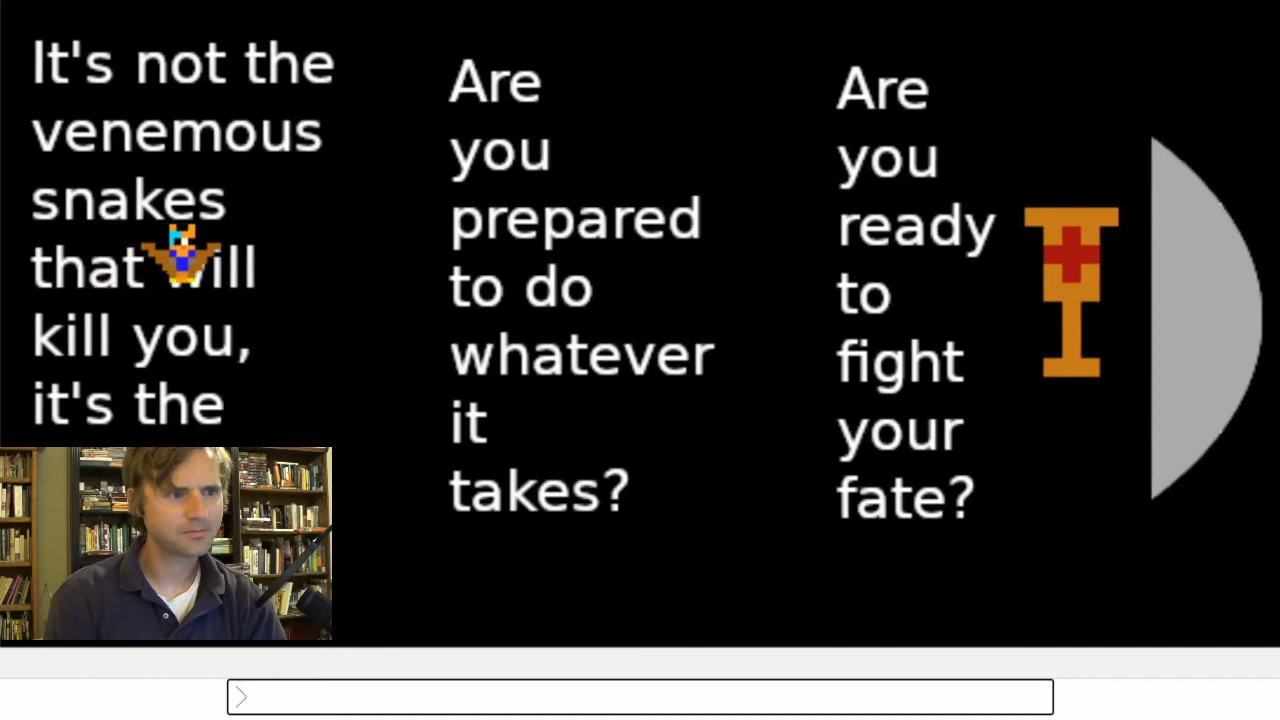 It's not the
venemous
snakes
that will
kill you,
it's the
Are
you
prepared
to do
whatever
it
takes?
Are
you
ready
to
fight
your
fate?